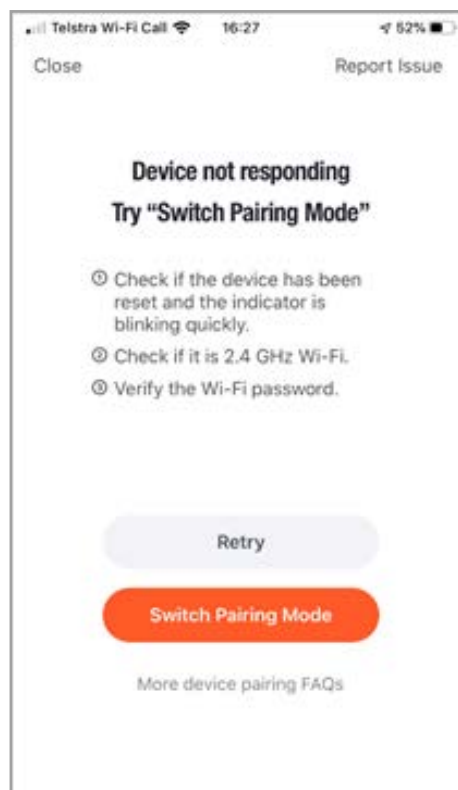 Telstra Wi-Fi Call 16:27 52%
Close Report Issue
Device not responding
Try “Switch Pairing Mode”
① Check if the device has been
reset and the indicator is
blinking quickly.
② Check if it is 2.4 GHz Wi-Fi.
③ Verify the Wi-Fi password.
Retry
Switch Pairing Mode
More device pairing FAQs